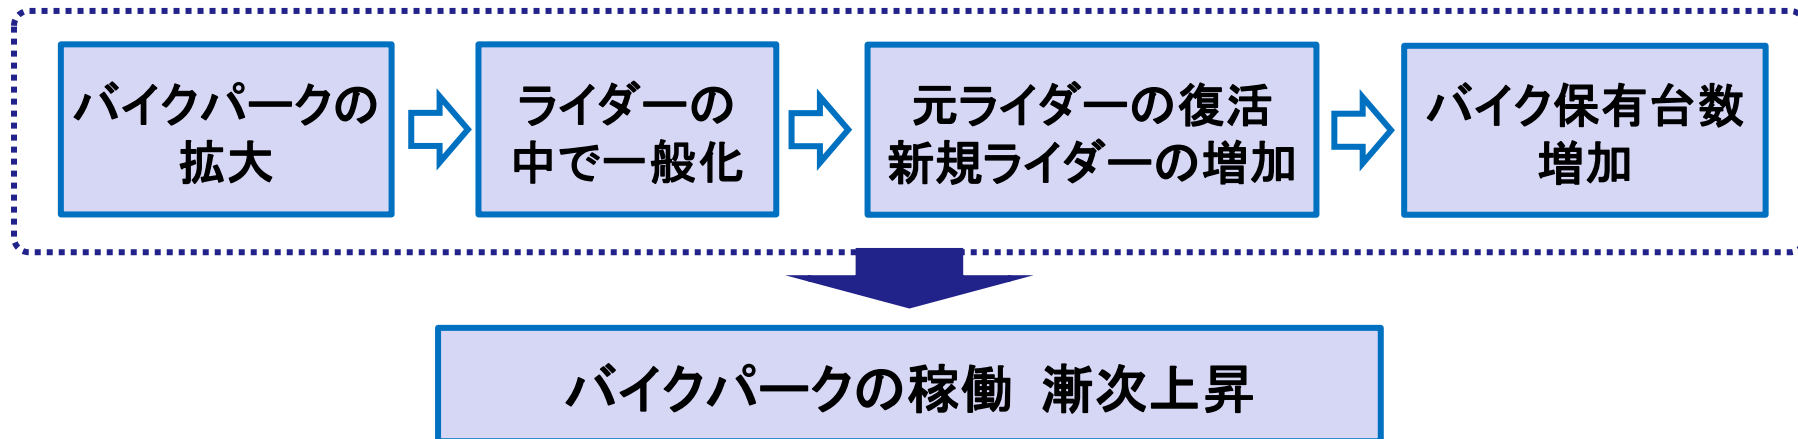 バイクパークの
拡大
ライダーの
中で一般化
元ライダーの復活
新規ライダーの増加
バイク保有台数
増加
バイクパークの稼働 漸次上昇